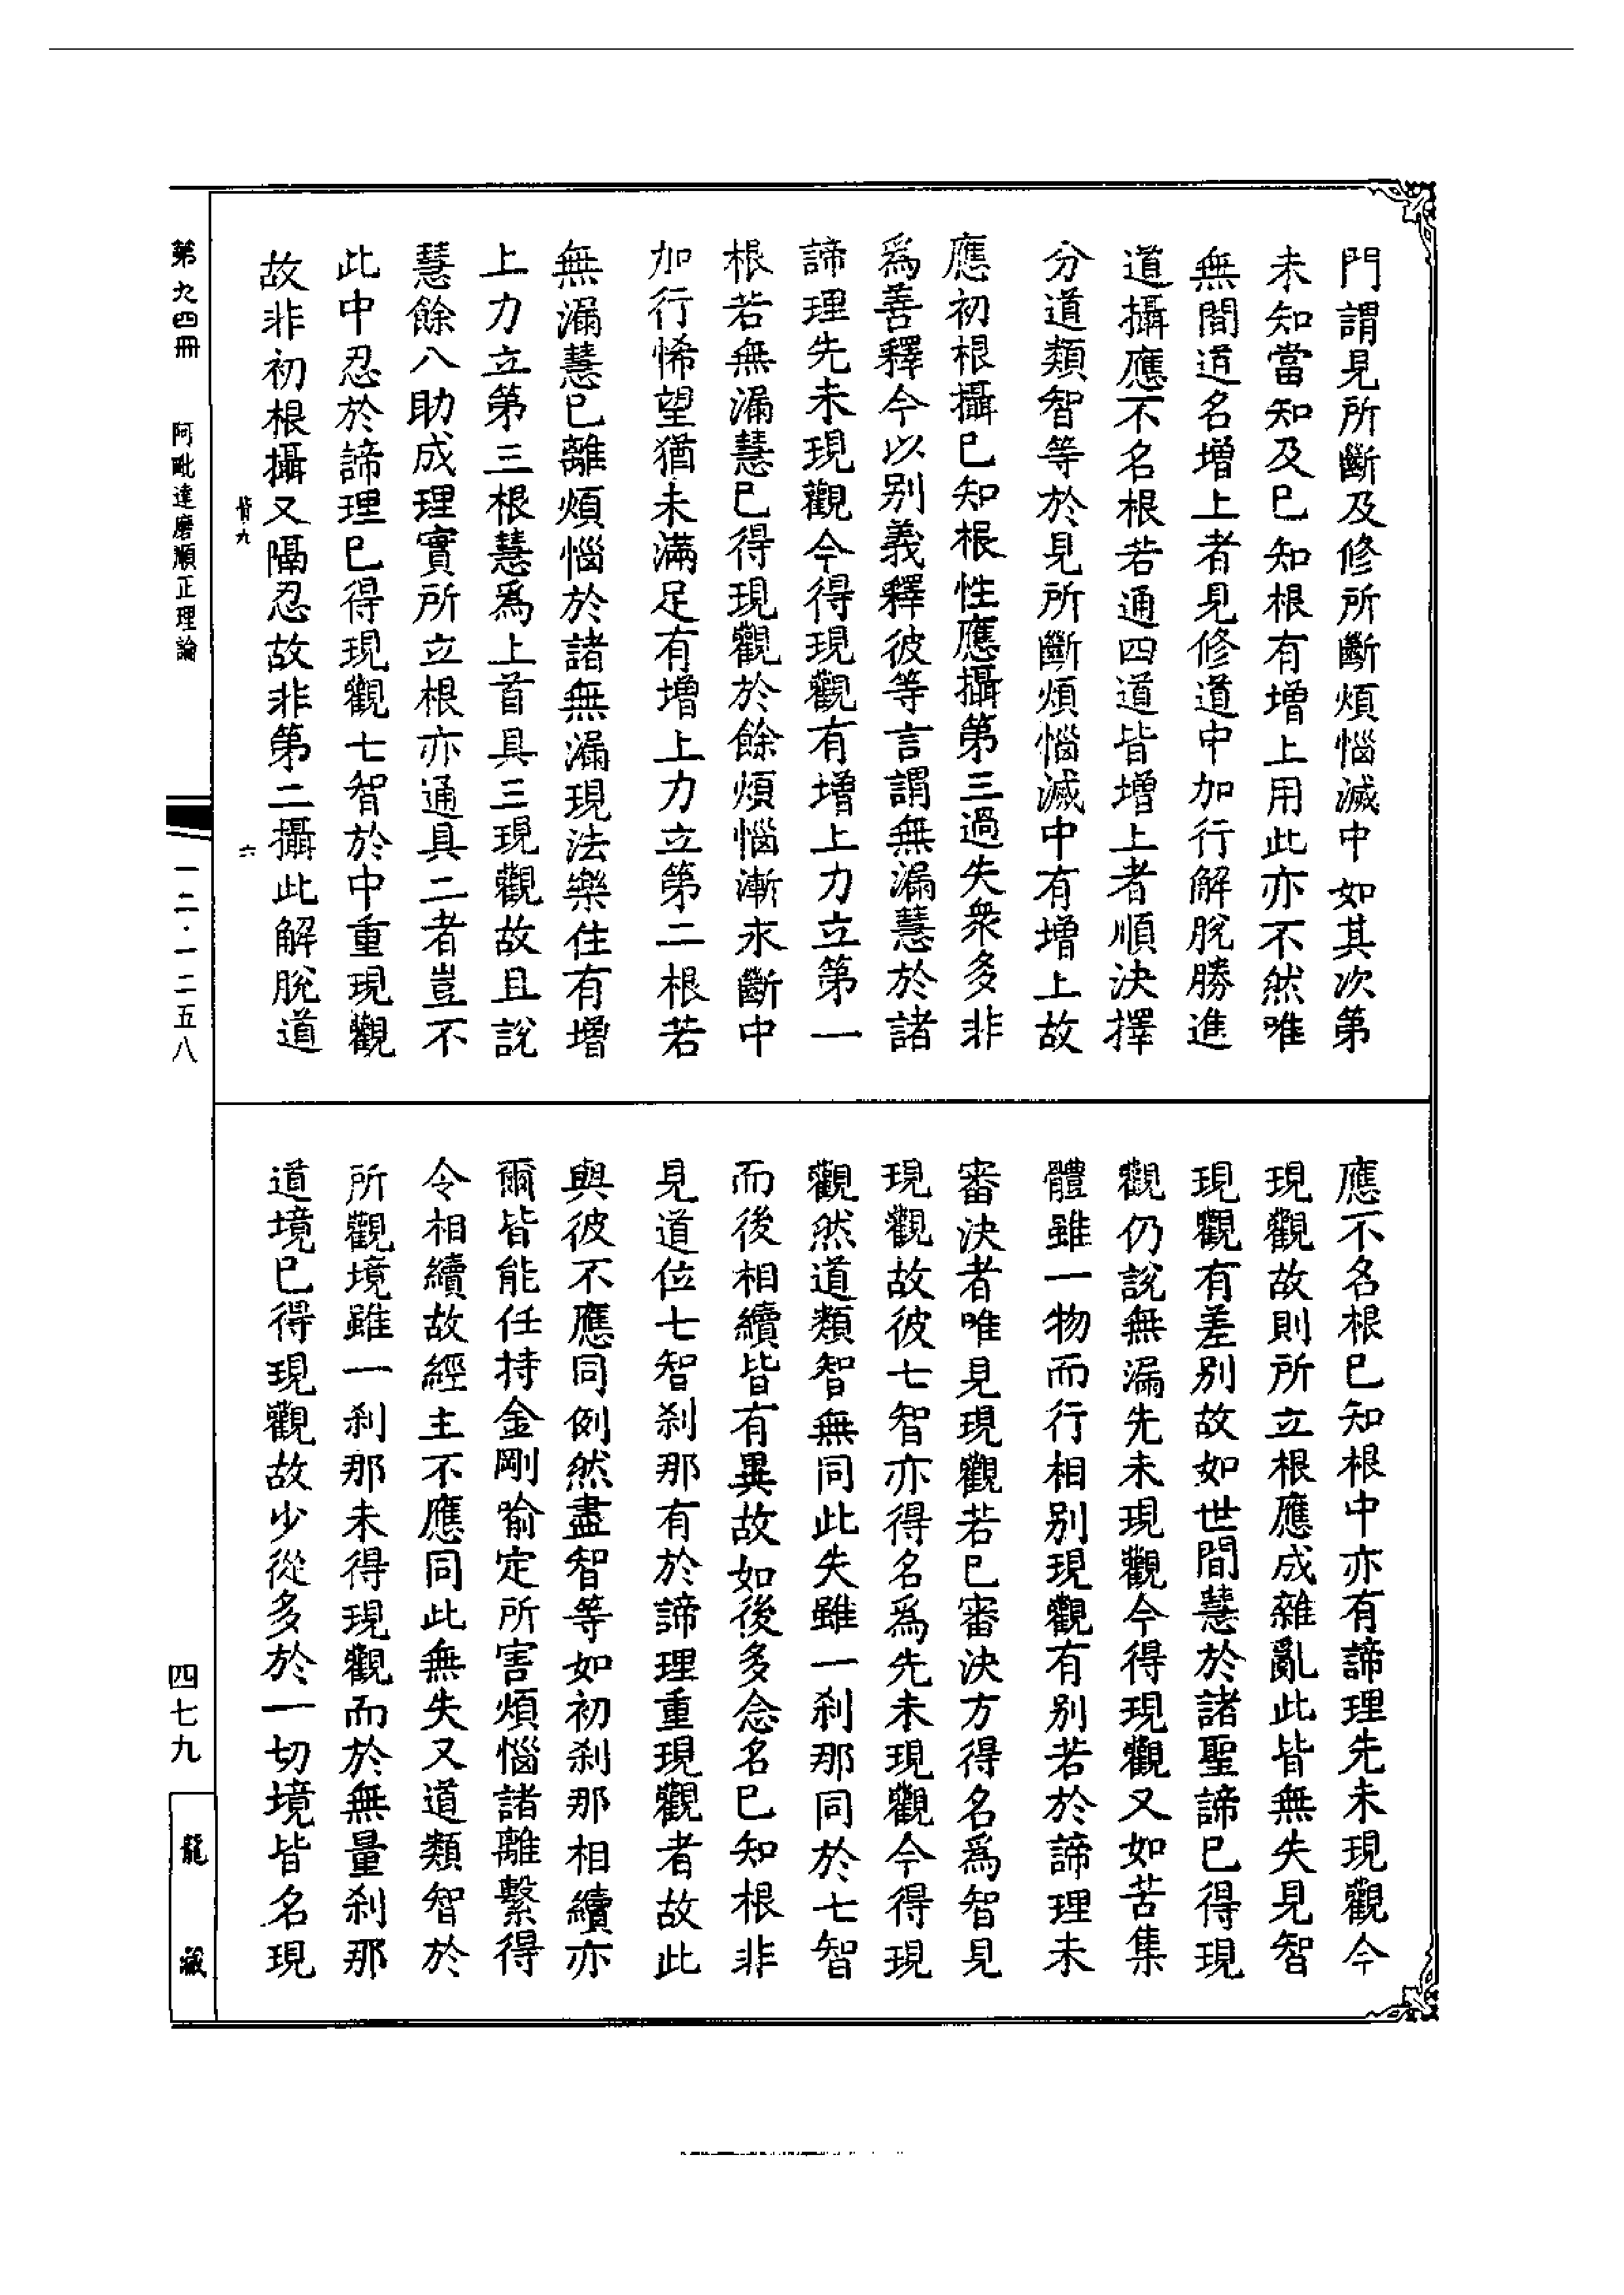 門謂見所斷及修所斷煩惱滅中如其次第
未知當知及已知根有增上用此亦不然唯
無間道名增上者見修道中加行解脫勝進
道攝應不名根若通四道皆增上者順決擇
分道類智等於見所斷煩惱滅中有增上故
應初根攝已知根性應攝第三過失衆多非
爲善釋今以別義釋彼等言謂無漏慧於諸
諦理先未現觀今得現觀有增上力立第一
根若無漏慧已得現觀於餘煩惱漸永斷中
加行悕望猶未滿足有增上力立第二根若
無漏慧已離煩惱於諸無漏現法樂住有增
上力立第三根慧爲上首具三現觀故且說
慧餘八助成理實所立根亦通具二者豈不
此中忍於諦理已得現觀七智於中重現觀
故非初根攝又隔忍故非第二攝此解脫道
應不名根已知根中亦有諦理先未現觀今
現觀故則所立根應成雜亂此皆無失見智
現觀有差別故如世間慧於諸聖諦已得現
觀仍說無漏先未現觀今得現觀又如苦集
體雖一物而行相別現觀有別若於諦理未
審決者唯見現觀若已審決方得名爲智見
現觀故彼七智亦得名爲先未現觀今得現
觀然道類智無同此失雖一剎那同於七智
而後相續皆有異故如後多念名已知根非
見道位七智剎那有於諦理重現觀者故此
與彼不應同例然盡智等如初剎那相續亦
爾皆能任持金剛喻定所害煩惱諸離繫得
令相續故經主不應同此無失又道類智於
所觀境雖一剎那未得現觀而於無量剎那
道境已得現觀故少從多於一切境皆名現
第九四冊 阿毗達磨順正理論 一二·一二五八 四七九 龍藏
六